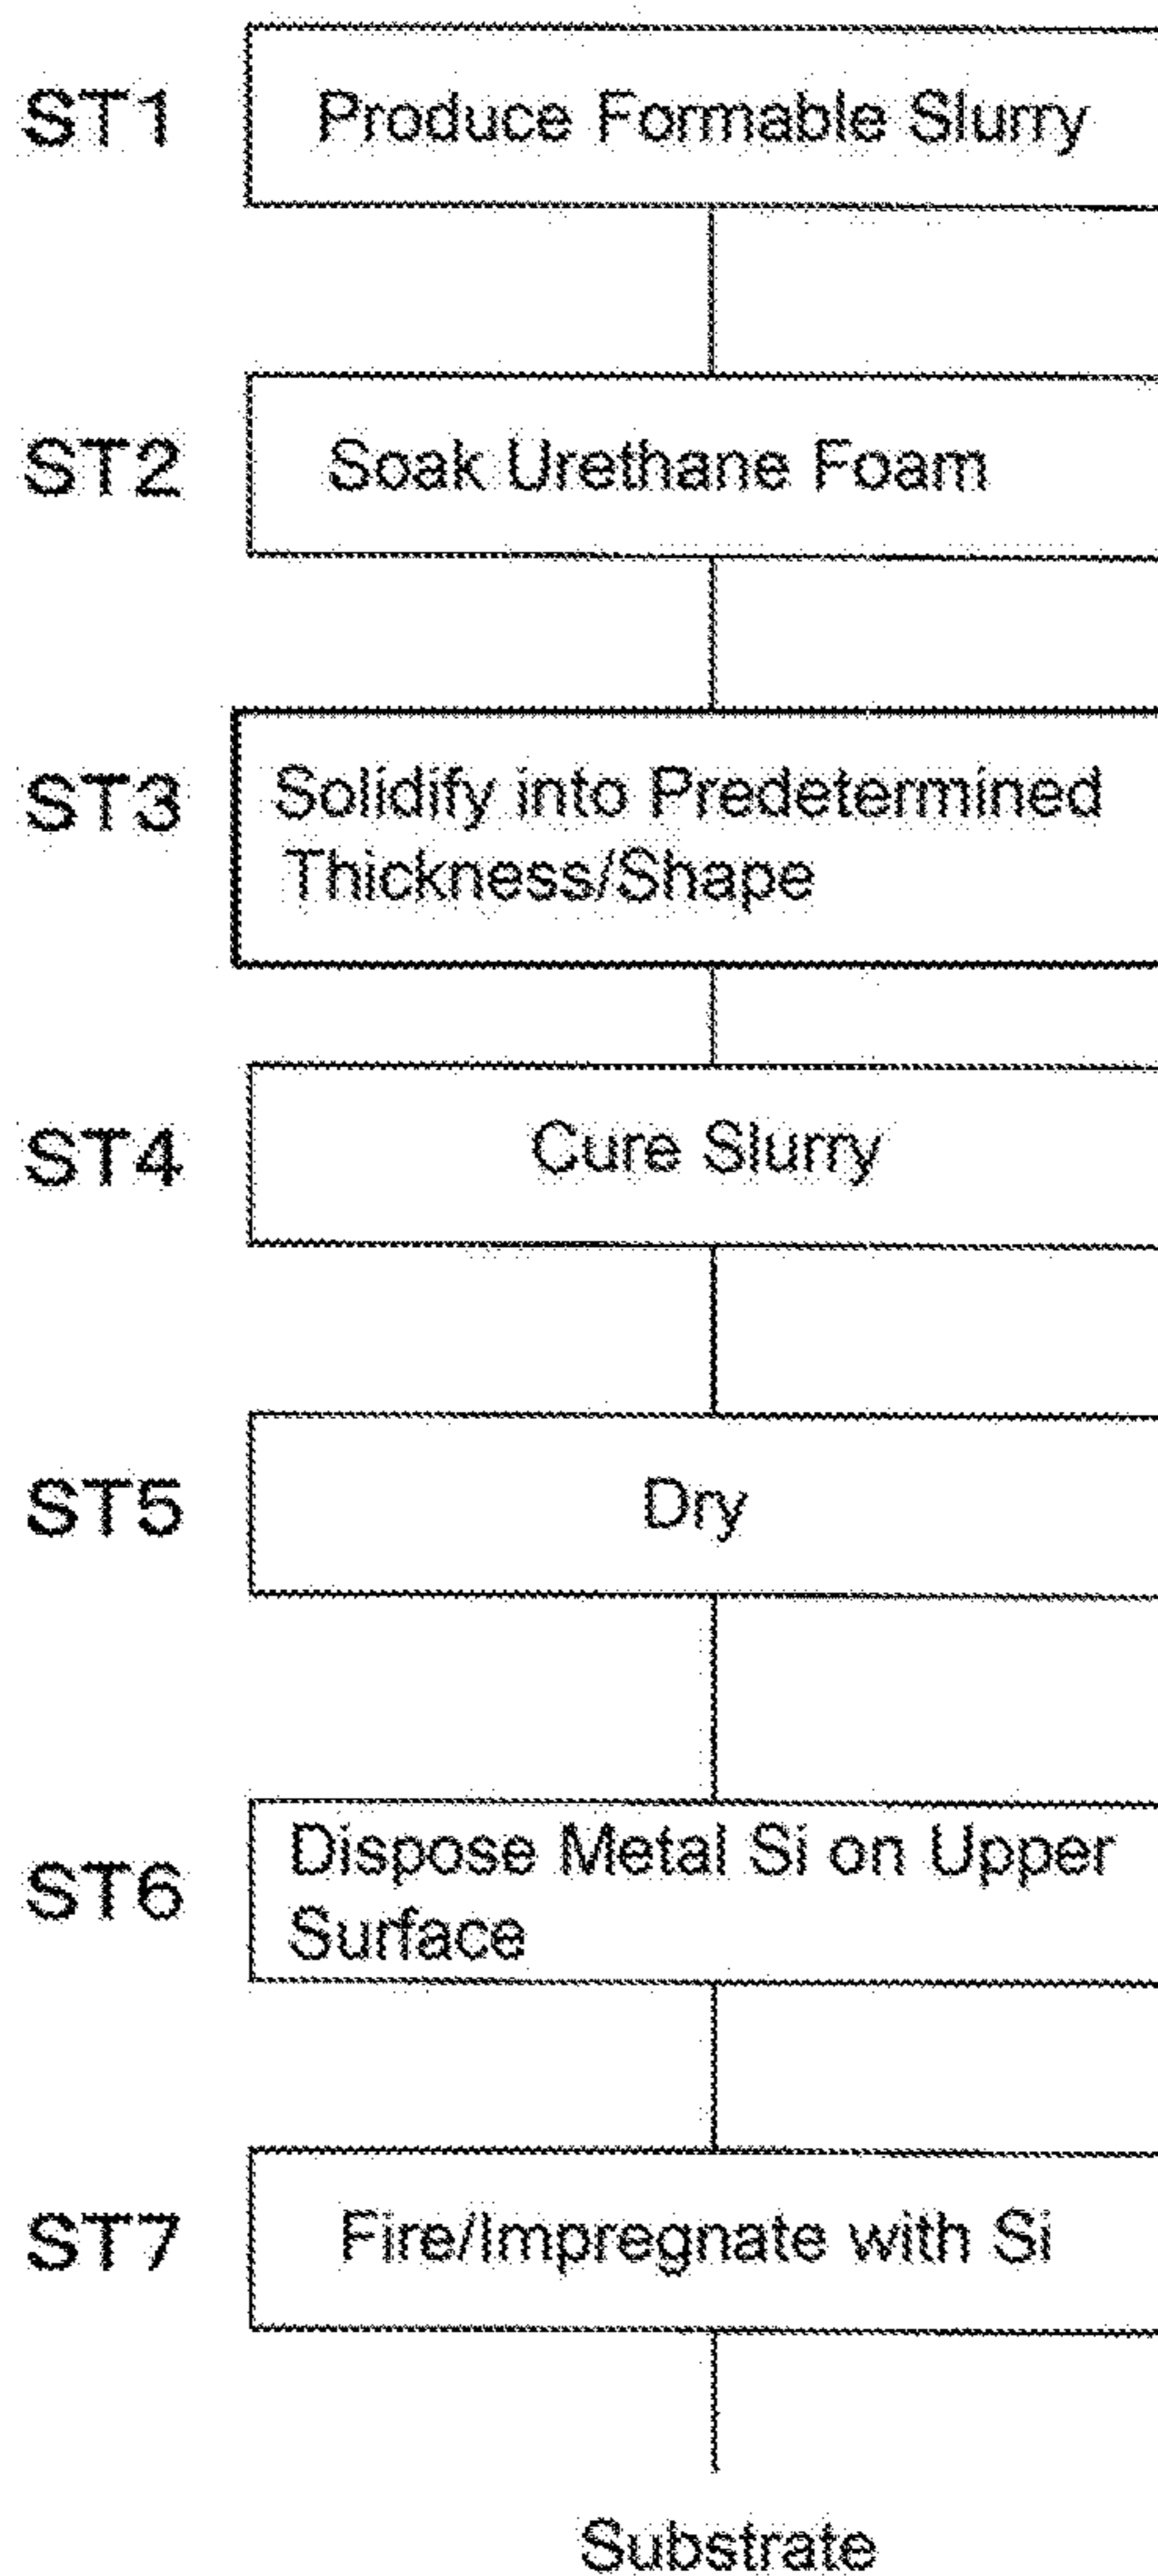 ST1 Produce Formable Slurry
ST2 Soak Urethane Foam
ST3 Solidify into Predetermined
Thickness/Shape
ST4 Cure Slurry
ST5 Dry
ST6 Dispose Metal Si on Upper
Surface
ST7 Fire/Impregnate with Si
Substrate